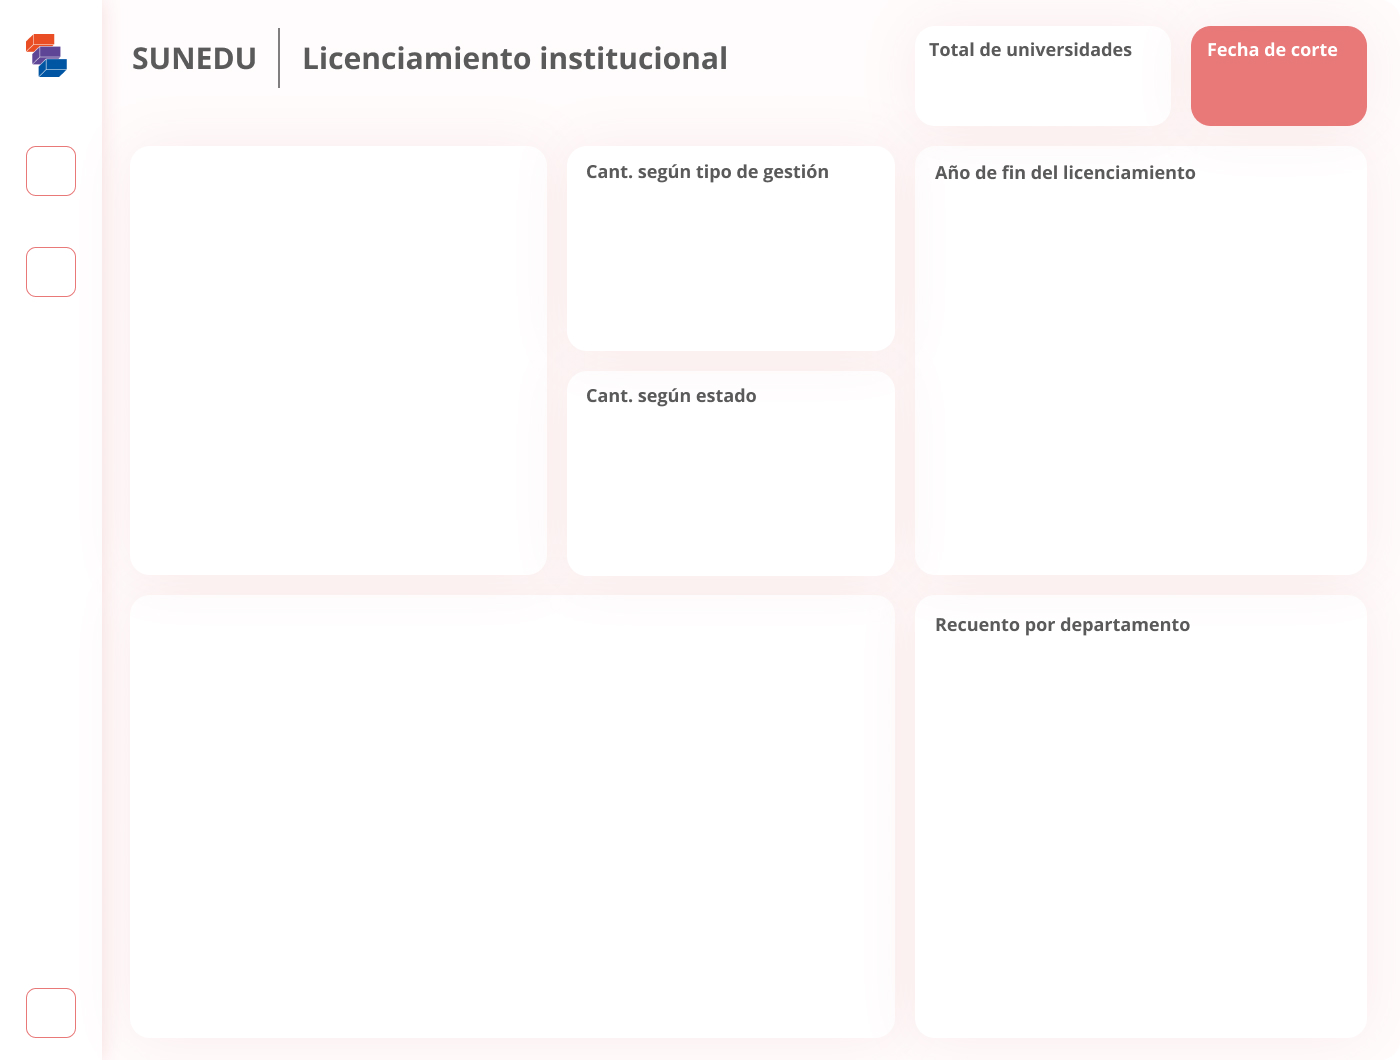 SUNEDU
Licenciamiento institucional
Total de universidades
Fecha de corte
Cant. según tipo de gestión
Año de fin del licenciamiento
Cant. según estado
Recuento por departamento